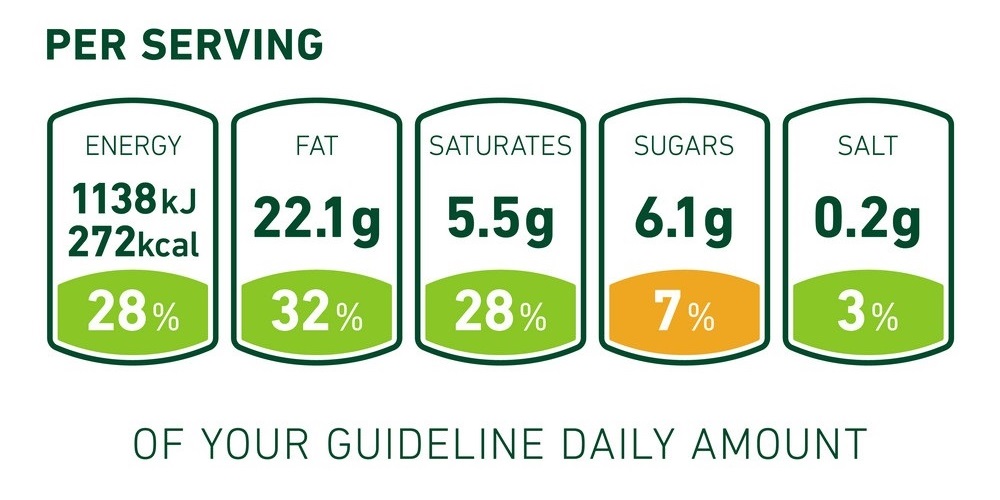 PER SERVING
ENERGY
1138kJ
272kcal
28%
FAT
22.1g
32%
SATURATES
5.5g
28%
SUGARS
6.1g
7%
SALT
0.2g
3%
OF YOUR GUIDELINE DAILY AMOUNT